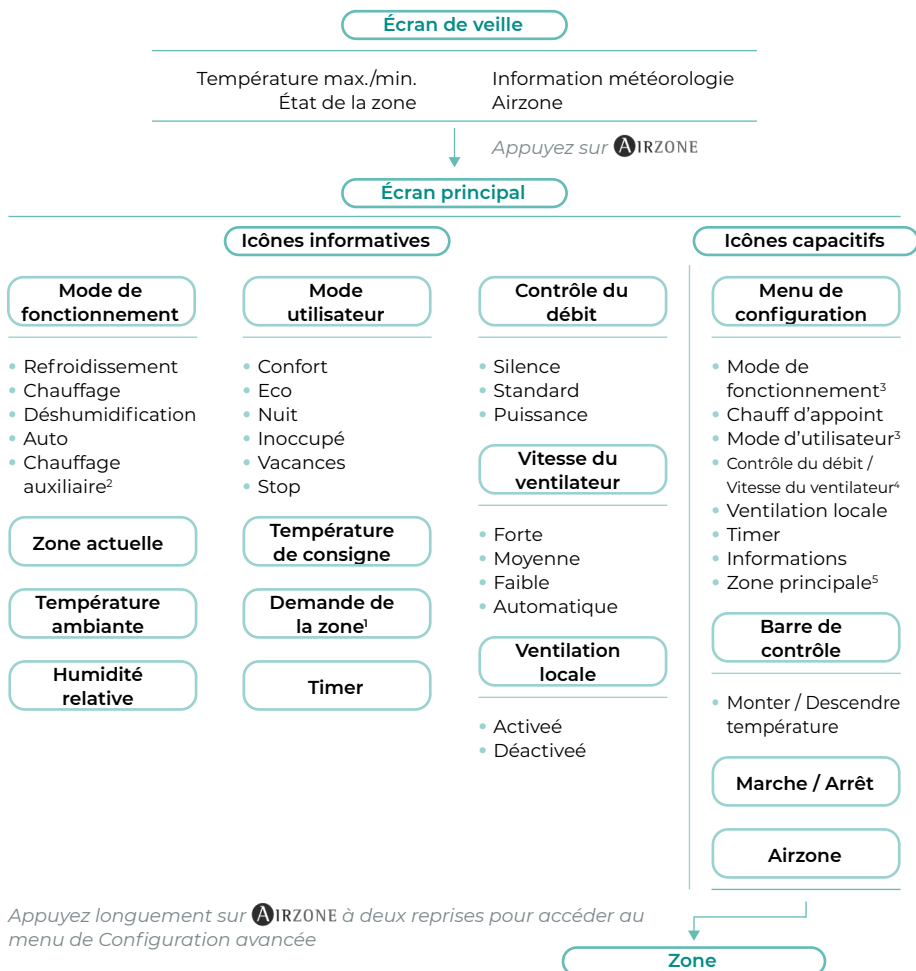 Écran de veille
Température max./min.
État de la zone
Information météorologie
Airzone
Appuyez sur AIRZONE
Écran principal
Icônes informatives
Icônes capacitifs
Mode de
fonctionnement
• Refroidissement
• Chauffage
• Déshumidification
• Auto
• Chauffage
auxiliaire²
Zone actuelle
Température
ambiante
Humidité
relative
Mode
utilisateur
• Confort
• Eco
• Nuit
• Inoccupé
• Vacances
• Stop
Température
de consigne
Demande de
la zone¹
Timer
Contrôle du
débit
• Silence
• Standard
• Puissance
Vitesse du
ventilateur
• Forte
• Moyenne
• Faible
• Automatique
Ventilation
locale
• Activeé
• Déactiveé
Menu de
configuration
• Mode de
fonctionnement³
• Chauff d’appoint
• Mode d’utilisateur³
• Contrôle du débit /
Vitesse du ventilateur⁴
• Ventilation locale
• Timer
• Informations
• Zone principale⁵
Barre de
contrôle
• Monter / Descendre
température
Marche / Arrêt
Airzone
Appuyez longuement sur AIRZONE à deux reprises pour accéder au
menu de Configuration avancée
Zone